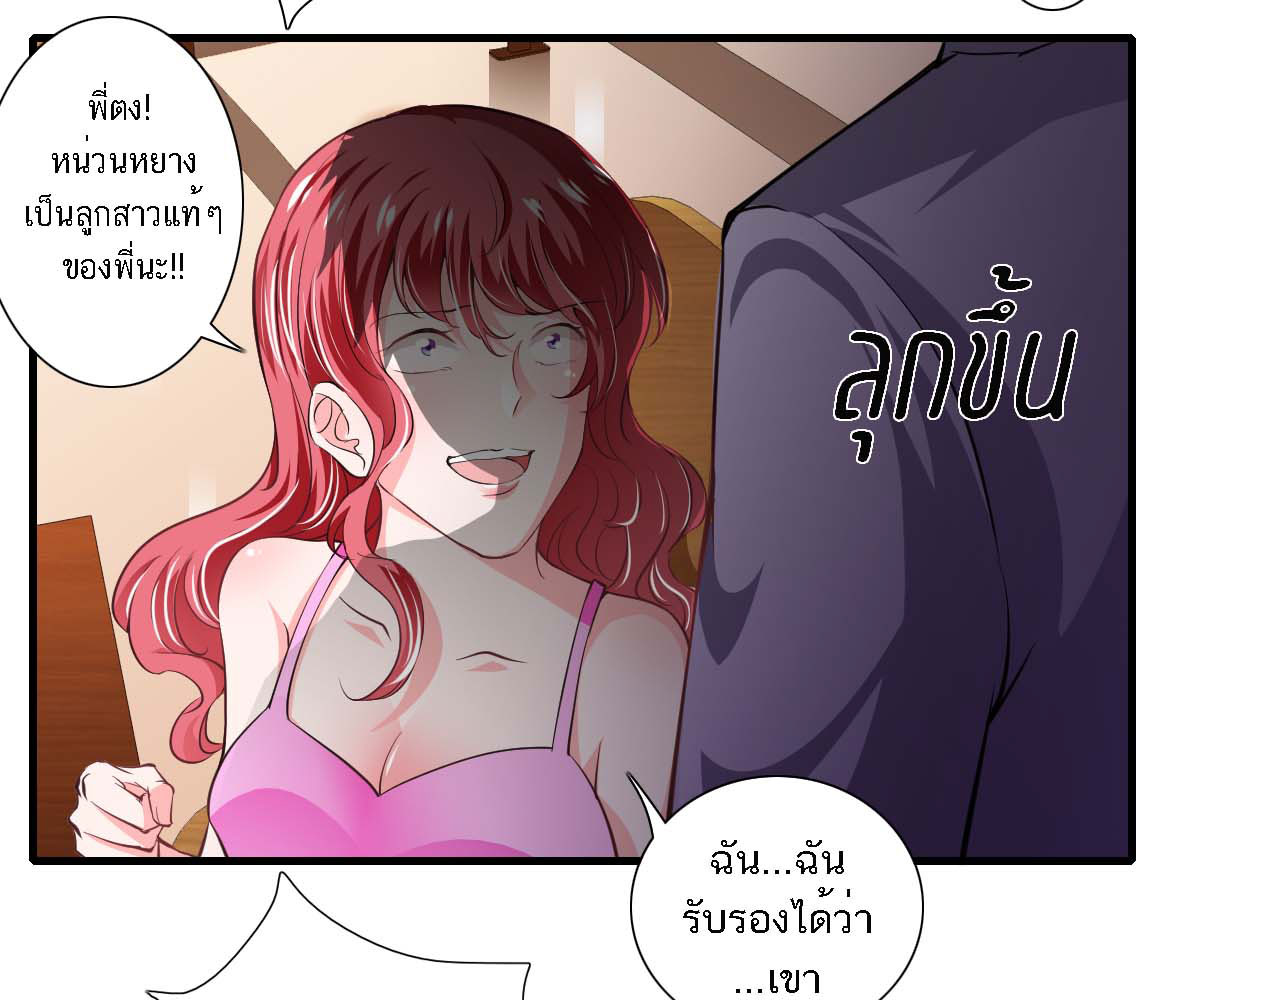 พี่ตง!
หน่วนหยาง
เป็นลูกสาวแท้ๆ
ของพี่นะ!!
ลุกขึ้น
ฉัน...ฉัน
รับรองได้ว่า
...เขา